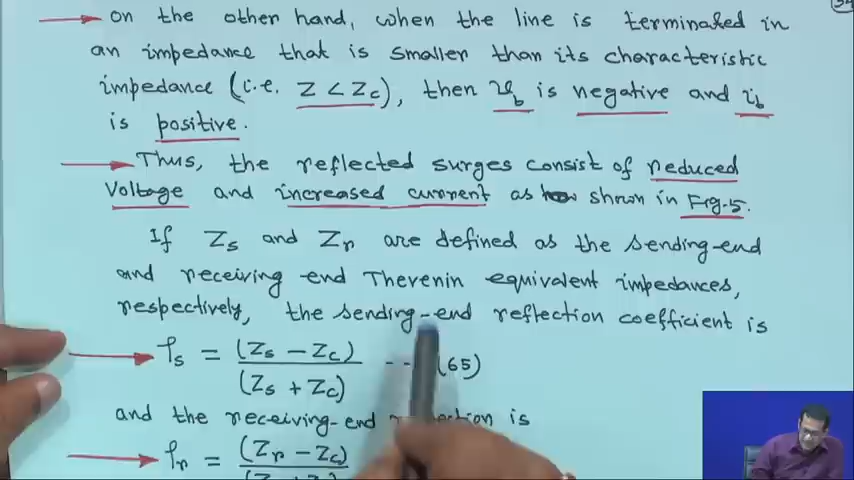 on the other hand, when the line is terminated in
an impedance that is smaller than its characteristic
impedance (i.e. Z < Zc), then v_b is negative and i_b
is positive.
Thus, the reflected surges consist of reduced
Voltage and increased current as shown in Fig.5.
If Zs and Zr are defined as the sending-end
and receiving end Thevenin equivalent impedances,
respectively, the sending-end reflection coefficient is
ρs = (Zs - Zc) / (Zs + Zc) (65)
and the receiving-end is
ρr = (Zr - Zc)